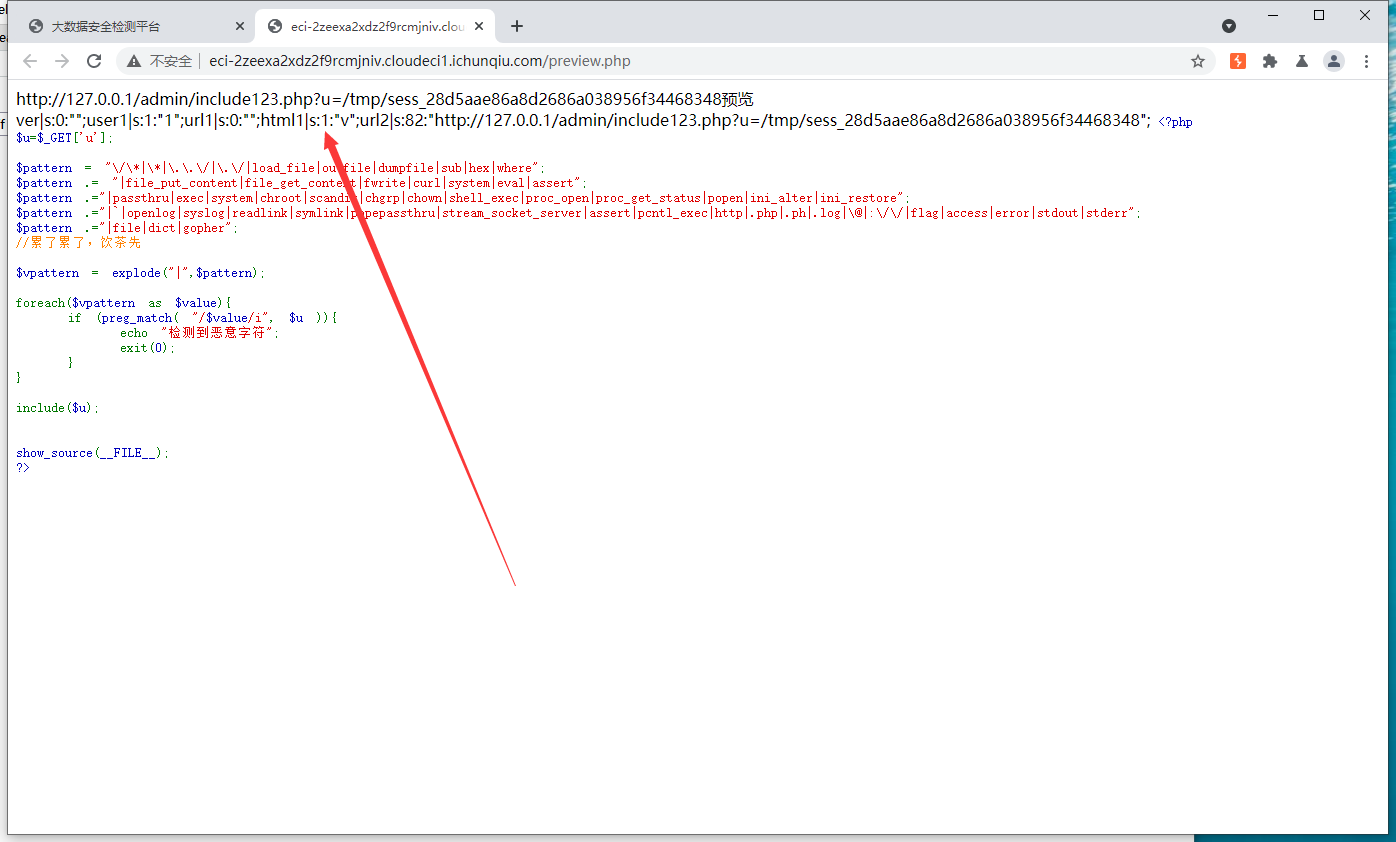 大数据安全检测平台
eci-2zeexa2xdz2f9rcmjniv.clou
不安全 eci-2zeexa2xdz2f9rcmjniv.cloudeci1.ichunqiu.com/preview.php
http://127.0.0.1/admin/include123.php?u=/tmp/sess_28d5aae86a8d2686a038956f34468348预览
ver|s:0:"";user1|s:1:"1";url1|s:0:"";html1|s:1:"v";url2|s:82:"http://127.0.0.1/admin/include123.php?u=/tmp/sess_28d5aae86a8d2686a038956f34468348"; <?php
$u=$_GET['u'];
$pattern = "\/\*|\*|\.\.\/|\.\/|load_file|outfile|dumpfile|sub|hex|where";
$pattern .= "|file_put_content|file_get_content|fwrite|curl|system|eval|assert";
$pattern .="|passthru|exec|system|chroot|scandir|chgrp|chown|shell_exec|proc_open|proc_get_status|popen|ini_alter|ini_restore";
$pattern .="|`|openlog|syslog|readlink|symlink|popepassthru|stream_socket_server|assert|pcntl_exec|http|.php|.ph|.log|\@|:\/\/|flag|access|error|stdout|stderr";
$pattern .="|file|dict|gopher";
//累了累了，饮茶先
$vpattern = explode("|",$pattern);
foreach($vpattern as $value){
if (preg_match( "/$value/i", $u )){
echo "检测到恶意字符";
exit(0);
}
}
include($u);
show_source(__FILE__);
?>